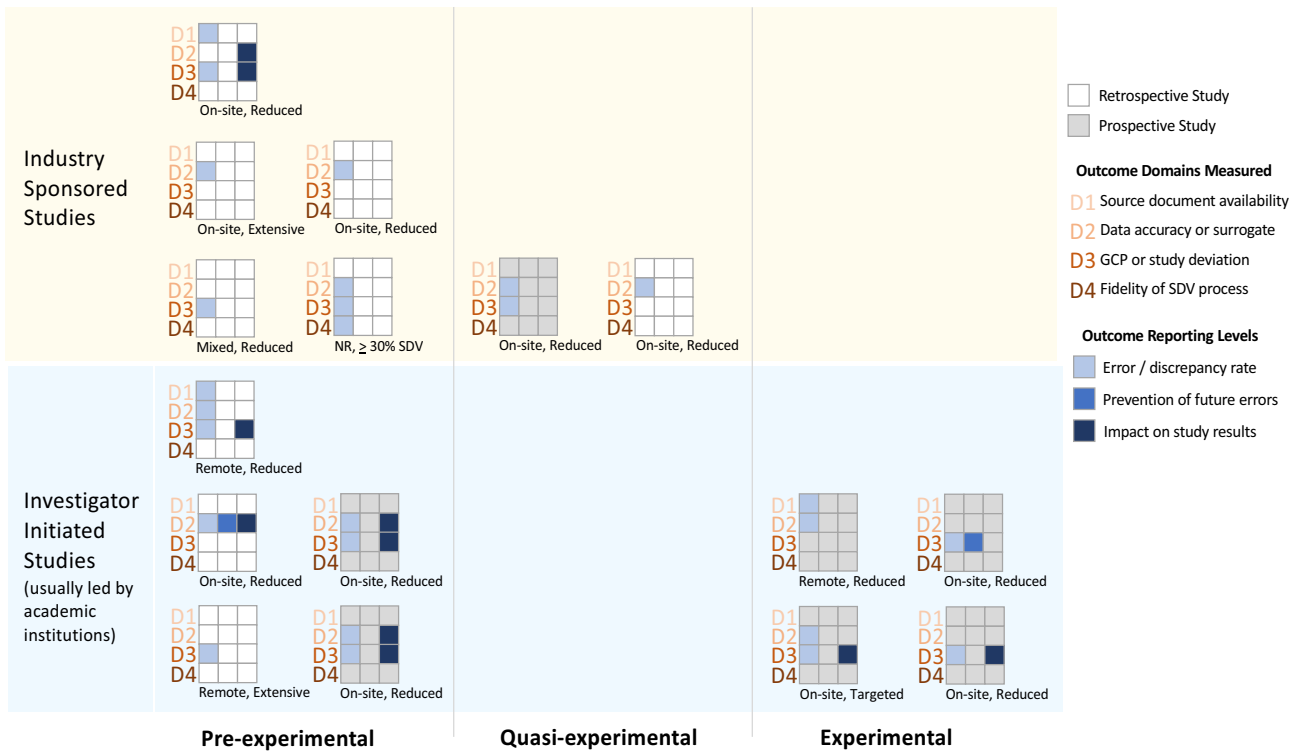 D1
D2
D3
D4
On-site, Reduced
Industry
Sponsored
Studies
D1
D2
D3
D4
On-site, Extensive
D1
D2
D3
D4
On-site, Reduced
D1
D2
D3
D4
Mixed, Reduced
D1
D2
D3
D4
NR, ≥ 30% SDV
D1
D2
D3
D4
On-site, Reduced
D1
D2
D3
D4
On-site, Reduced
Investigator
Initiated
Studies
(usually led by
academic
institutions)
D1
D2
D3
D4
Remote, Reduced
D1
D2
D3
D4
On-site, Reduced
D1
D2
D3
D4
On-site, Reduced
D1
D2
D3
D4
Remote, Reduced
D1
D2
D3
D4
On-site, Reduced
D1
D2
D3
D4
Remote, Extensive
D1
D2
D3
D4
On-site, Reduced
D1
D2
D3
D4
On-site, Targeted
D1
D2
D3
D4
On-site, Reduced
Pre-experimental
Quasi-experimental
Experimental
Retrospective Study
Prospective Study
Outcome Domains Measured
D1 Source document availability
D2 Data accuracy or surrogate
D3 GCP or study deviation
D4 Fidelity of SDV process
Outcome Reporting Levels
Error / discrepancy rate
Prevention of future errors
Impact on study results